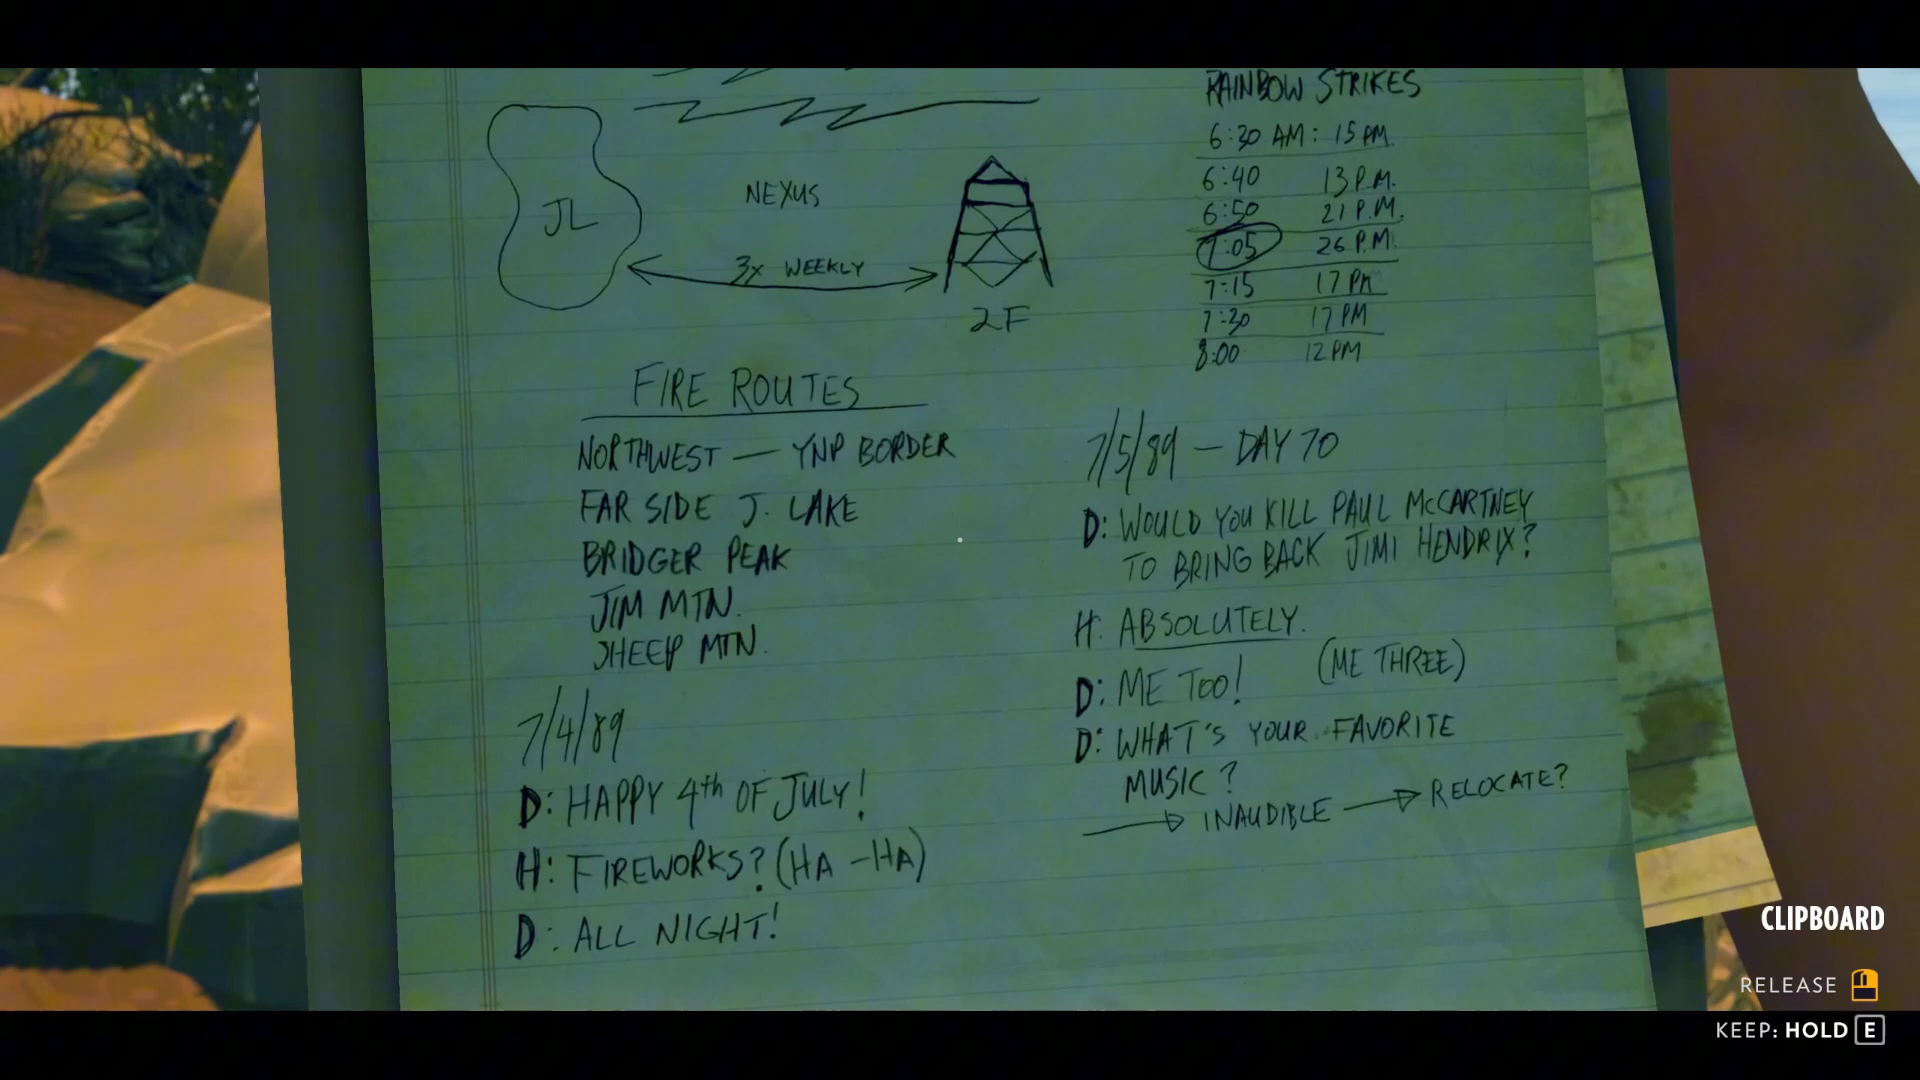 JL
NEXUS
3X WEEKLY
2F
RAINBOW STRIKES
6:30 AM: 15 PM
6:40 13 P.M.
6:50 21 P.M.
7:05 26 P.M.
7:15 17 PM
7:30 17 PM
8:00 12 PM
FIRE ROUTES
NORTHWEST — YNP BORDER
FAR SIDE J. LAKE
BRIDGER PEAK
JIM MTN.
SHEEP MTN.
7/4/89
D: HAPPY 4th OF JULY!
H: FIREWORKS? (HA-HA)
D: ALL NIGHT!
7/5/89 — DAY 70
D: WOULD YOU KILL PAUL McCARTNEY
TO BRING BACK JIMI HENDRIX?
H: ABSOLUTELY.
D: ME TOO! (ME THREE)
D: WHAT'S YOUR FAVORITE
MUSIC?
→ INAUDIBLE → RELOCATE?
CLIPBOARD
RELEASE
KEEP: HOLD E